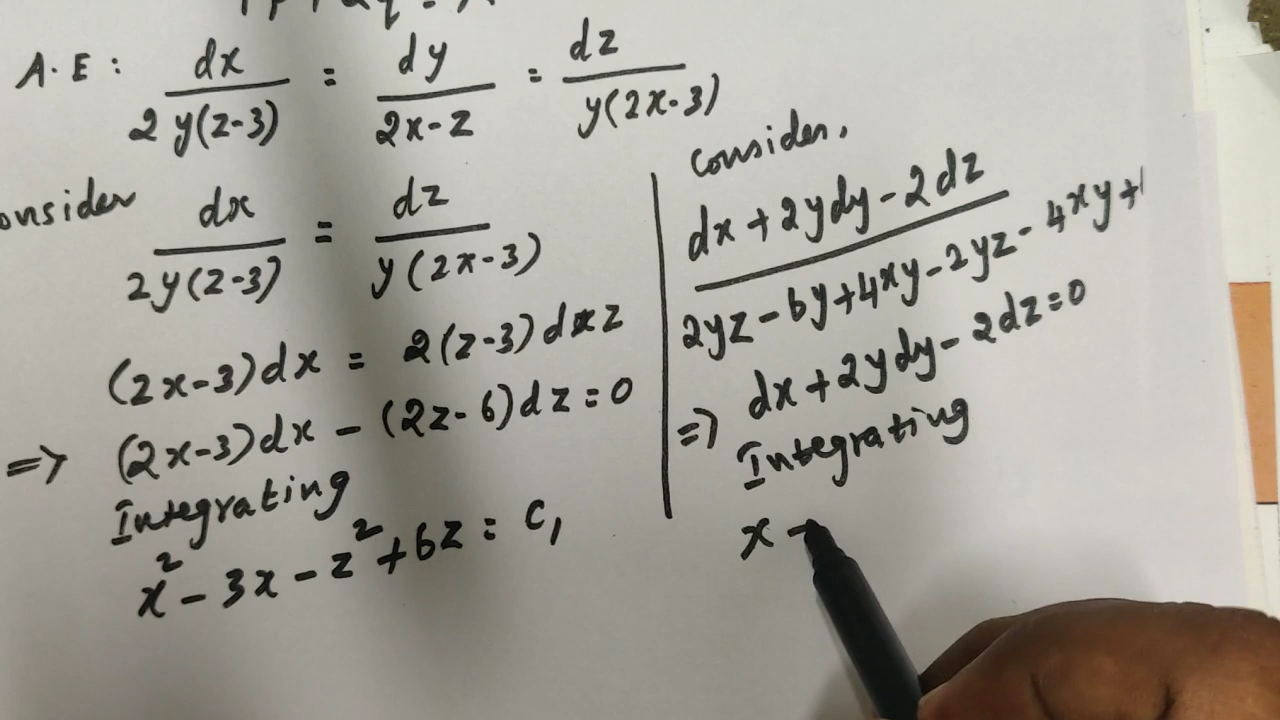 A.E : dx/2y(z-3) = dy/2x-z = dz/y(2x-3)
dx/2y(z-3) = dz/y(2x-3)
(2x-3)dx = 2(z-3)dz
=> (2x-3)dx - (2z-6)dz = 0
Integrating
x² - 3x - z² + 6z = C₁
Consider,
dx + 2ydy - 2dz/2yz - 6y + 4xy - 2yz - 4xy +
=> dx + 2ydy - 2dz = 0
Integrating
x -